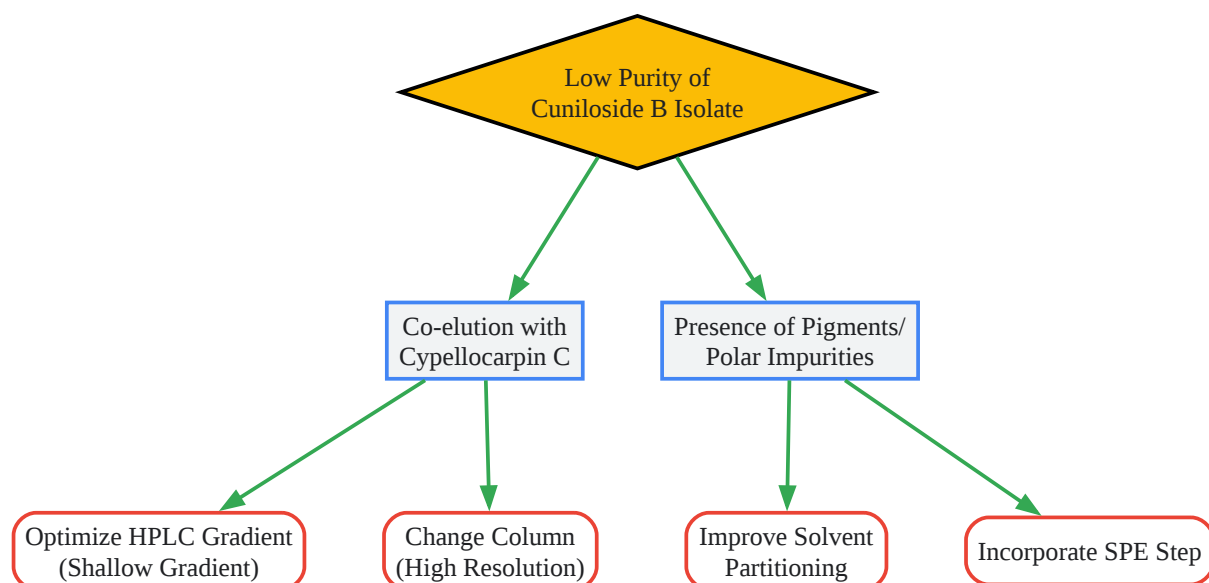 Low Purity of
Cuniloside B Isolate
Co-elution with
Cypellocarpin C
Presence of Pigments/
Polar Impurities
Optimize HPLC Gradient
(Shallow Gradient)
Change Column
(High Resolution)
Improve Solvent
Partitioning
Incorporate SPE Step